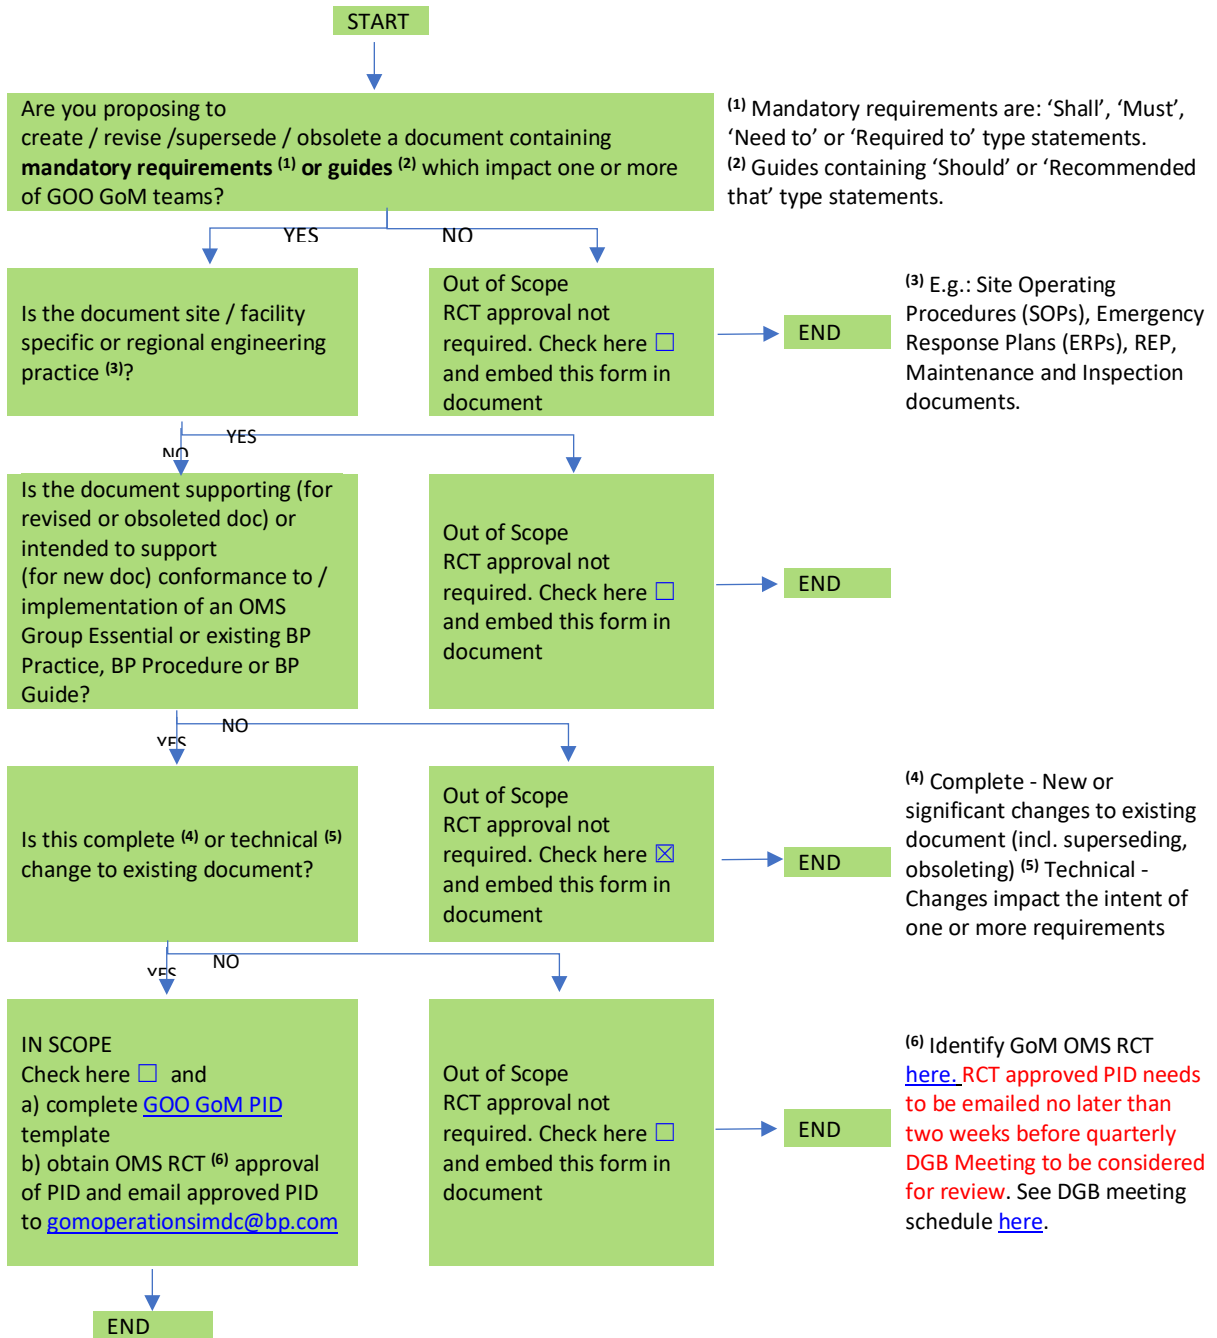 START
Are you proposing to
create / revise /supersede / obsolete a document containing
mandatory requirements (1) or guides (2) which impact one or more
of GOO GoM teams?
(1) Mandatory requirements are: ‘Shall’, ‘Must’,
‘Need to’ or ‘Required to’ type statements.
(2) Guides containing ‘Should’ or ‘Recommended
that’ type statements.
YES
NO
Is the document site / facility
specific or regional engineering
practice (3)?
Out of Scope
RCT approval not
required. Check here ☐
and embed this form in
document
END
(3) E.g.: Site Operating
Procedures (SOPs), Emergency
Response Plans (ERPs), REP,
Maintenance and Inspection
documents.
YES
NO
Is the document supporting (for
revised or obsoleted doc) or
intended to support
(for new doc) conformance to /
implementation of an OMS
Group Essential or existing BP
Practice, BP Procedure or BP
Guide?
Out of Scope
RCT approval not
required. Check here ☐
and embed this form in
document
END
NO
YES
Is this complete (4) or technical (5)
change to existing document?
Out of Scope
RCT approval not
required. Check here ☒
and embed this form in
document
END
(4) Complete - New or
significant changes to existing
document (incl. superseding,
obsoleting) (5) Technical -
Changes impact the intent of
one or more requirements
NO
YES
IN SCOPE
Check here ☐ and
a) complete GOO GoM PID
template
b) obtain OMS RCT (6) approval
of PID and email approved PID
to gomoperationsimdc@bp.com
Out of Scope
RCT approval not
required. Check here ☐
and embed this form in
document
END
(6) Identify GoM OMS RCT
here. RCT approved PID needs
to be emailed no later than
two weeks before quarterly
DGB Meeting to be considered
for review. See DGB meeting
schedule here.
END